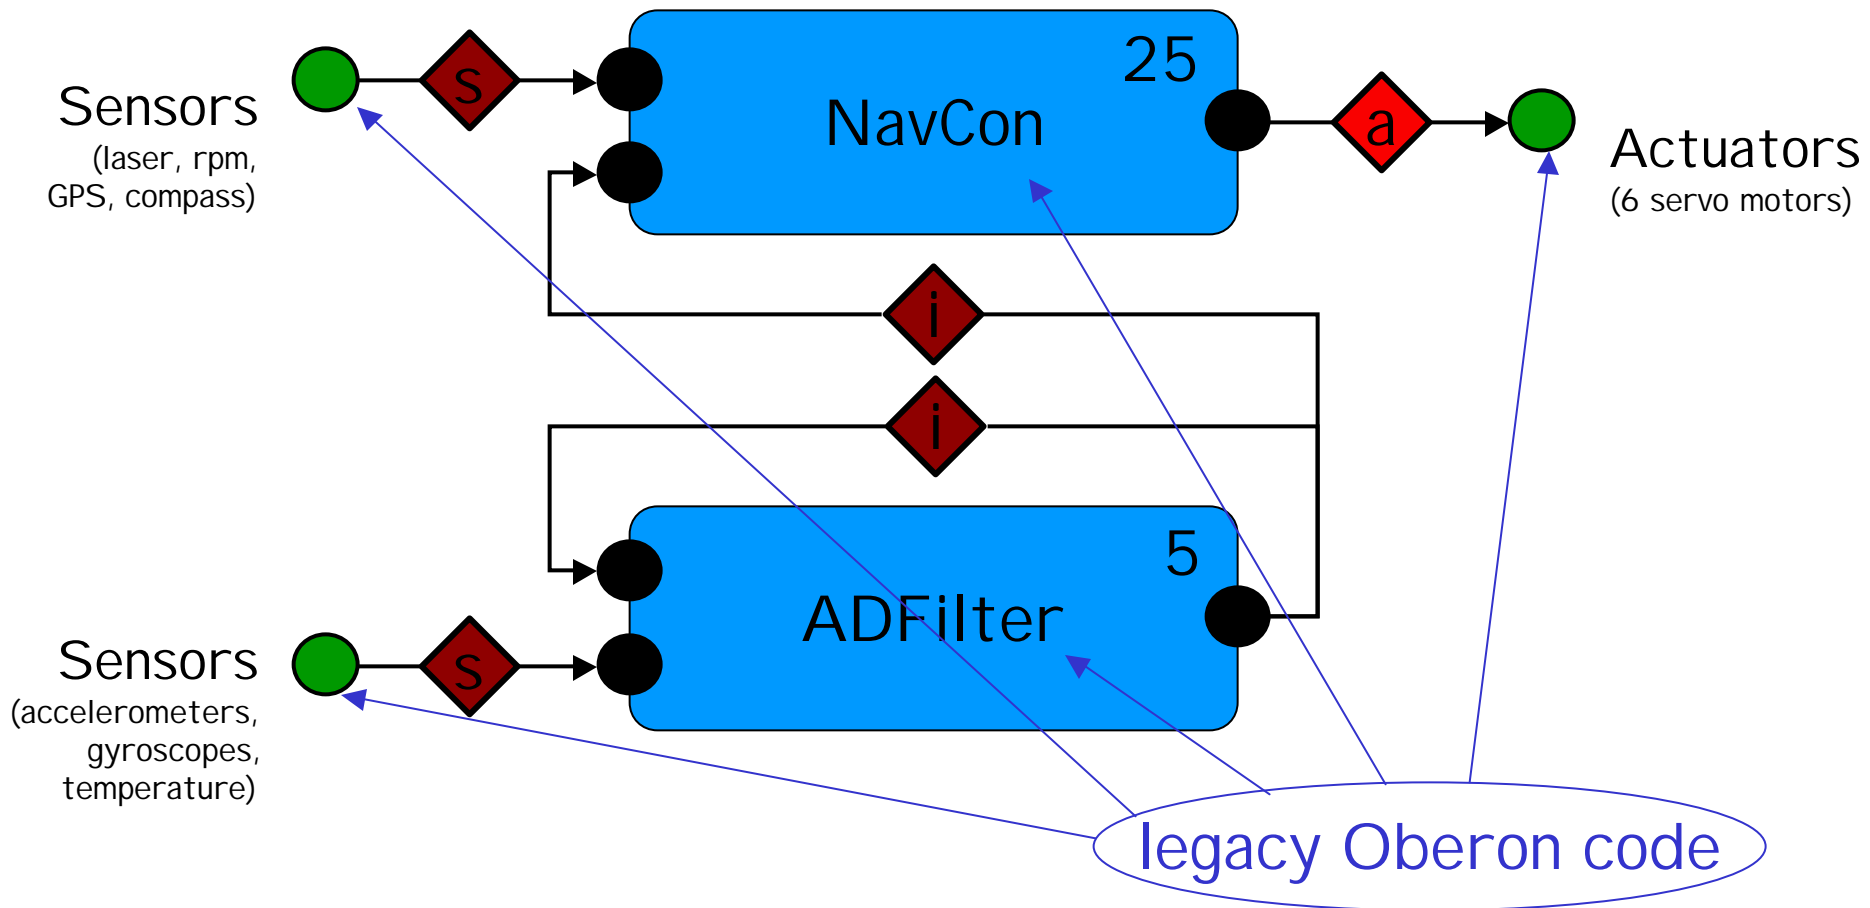 s
25
NavCon
a
Sensors
(laser, rpm,
GPS, compass)
Actuators
(6 servo motors)
i
i
5
ADFilter
s
Sensors
(accelerometers,
gyroscopes,
temperature)
legacy Oberon code